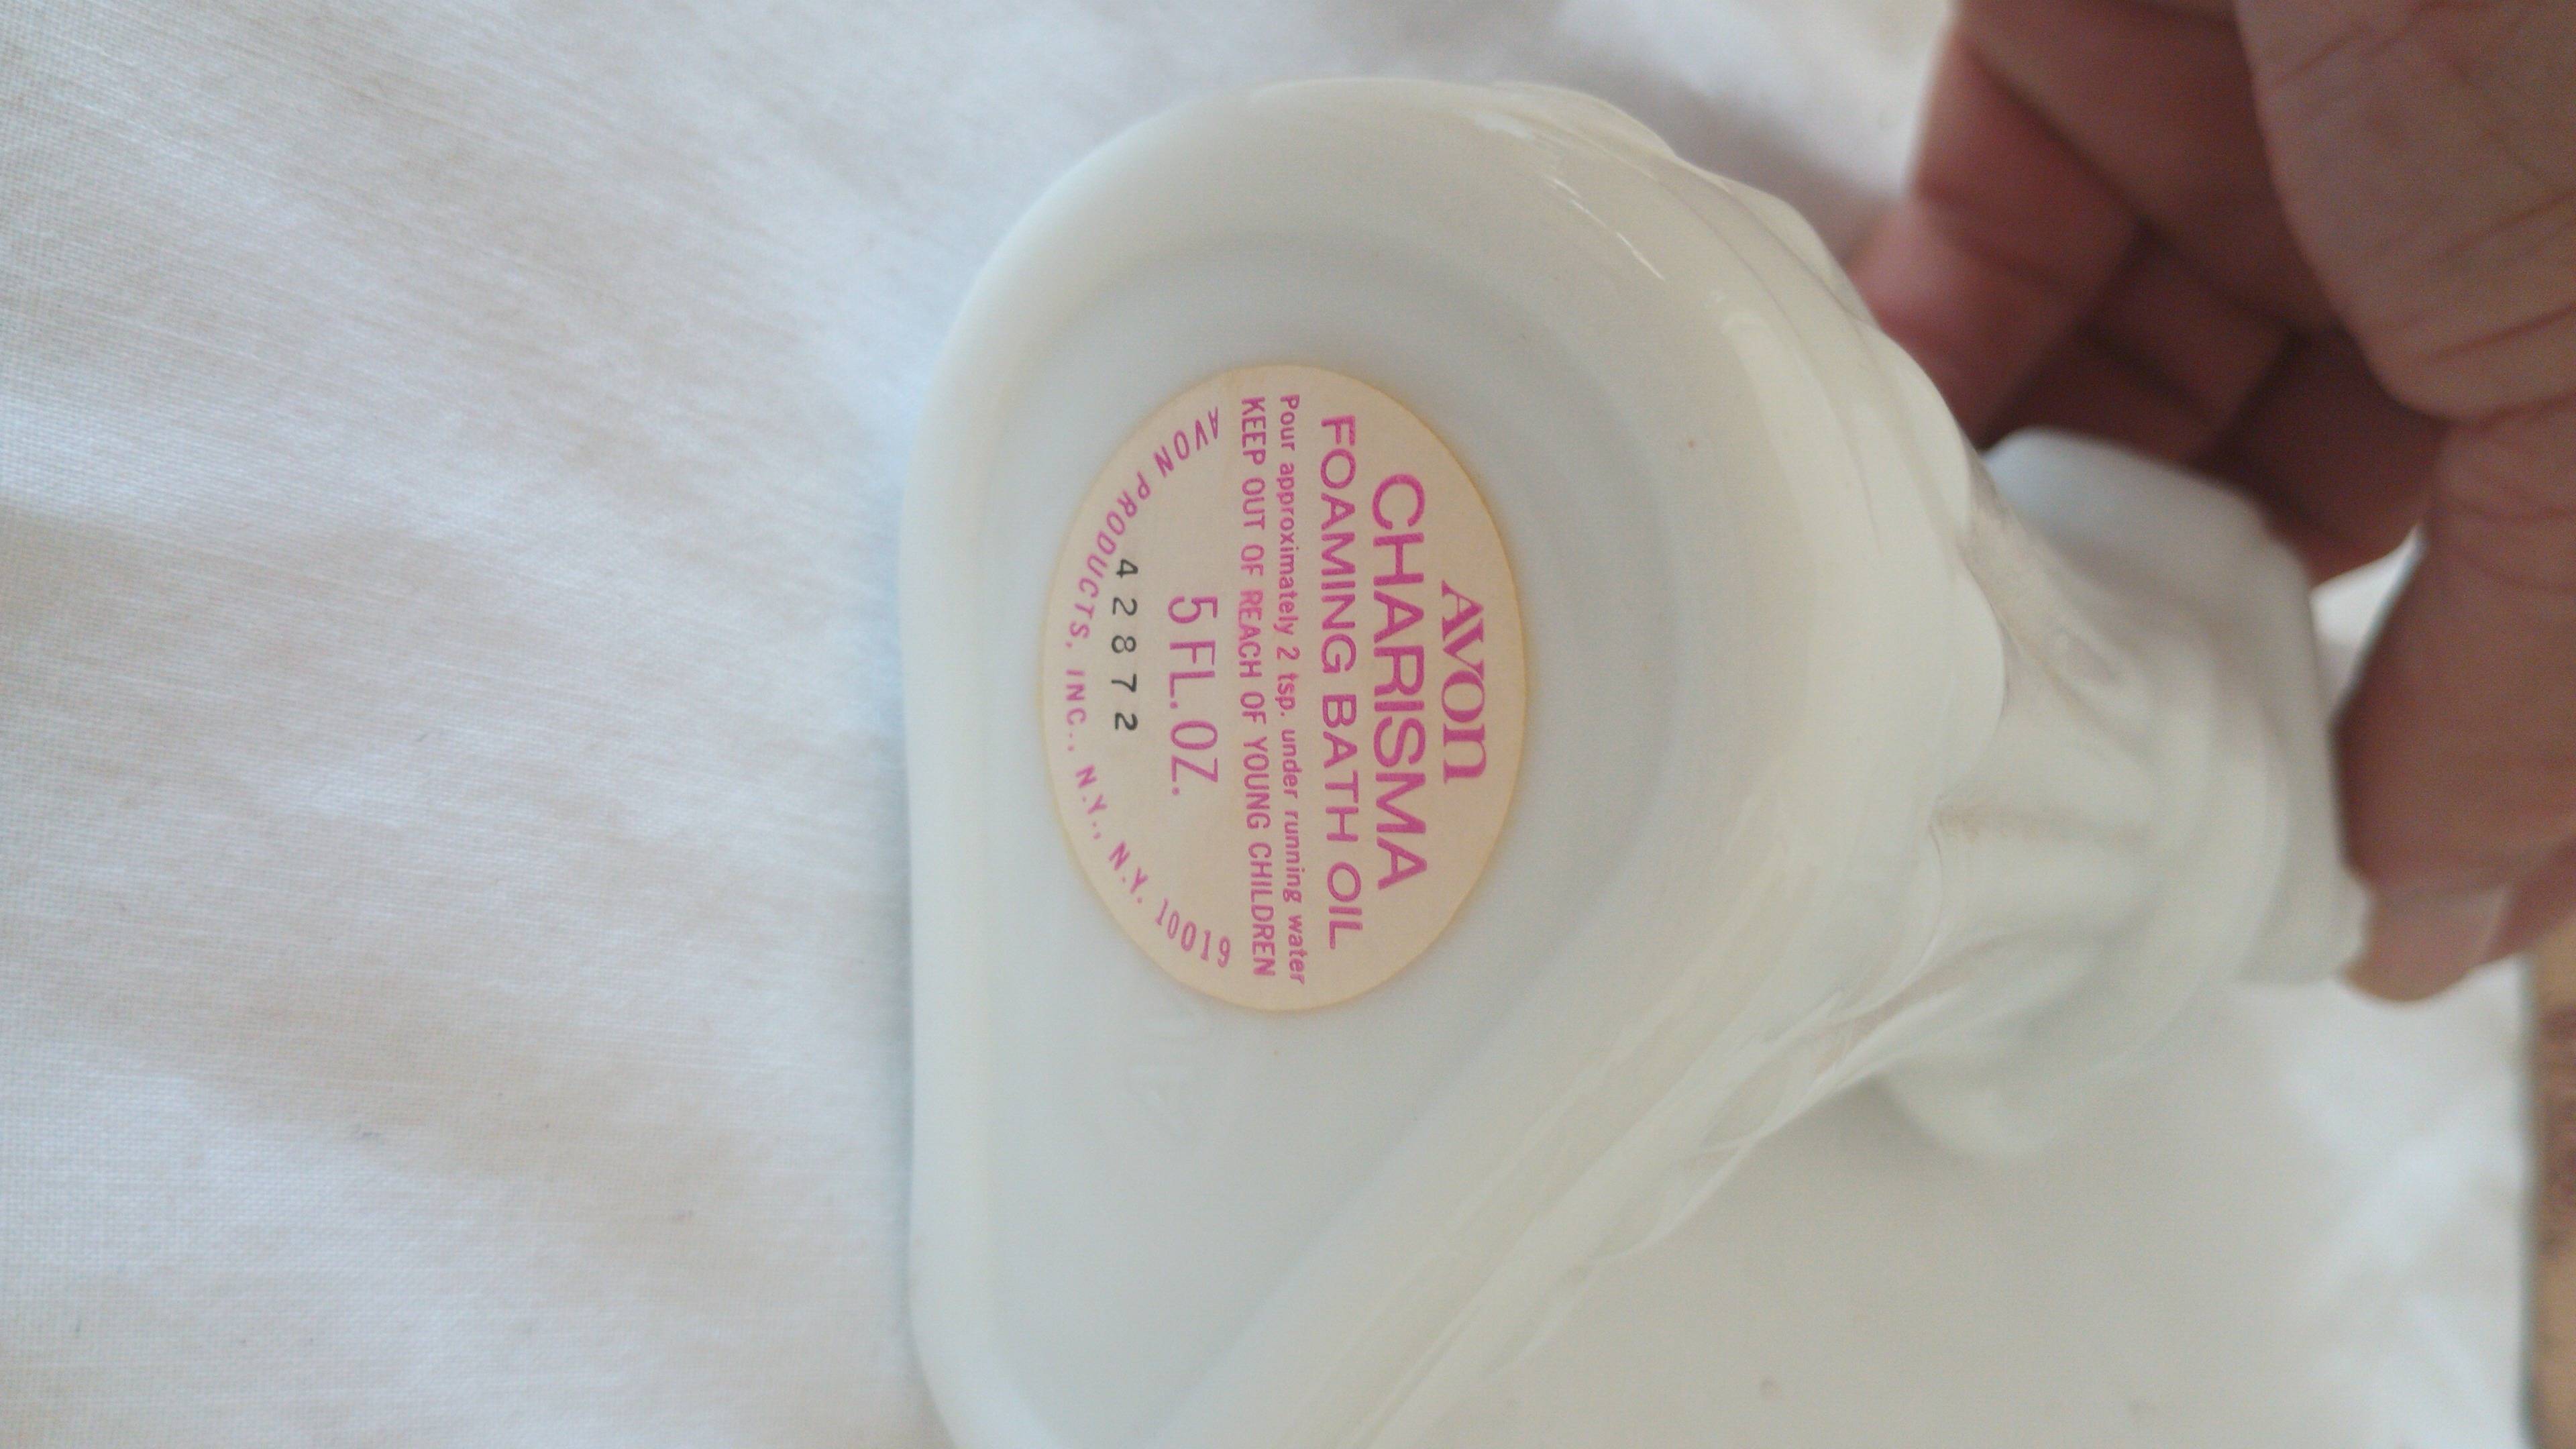 AVON
CHARISMA
FOAMING BATH OIL
Pour approximately 2 tsp. under running water
KEEP OUT OF REACH OF YOUNG CHILDREN
5 FL. OZ.
42872
AVON PRODUCTS, INC., N.Y., N.Y. 10019